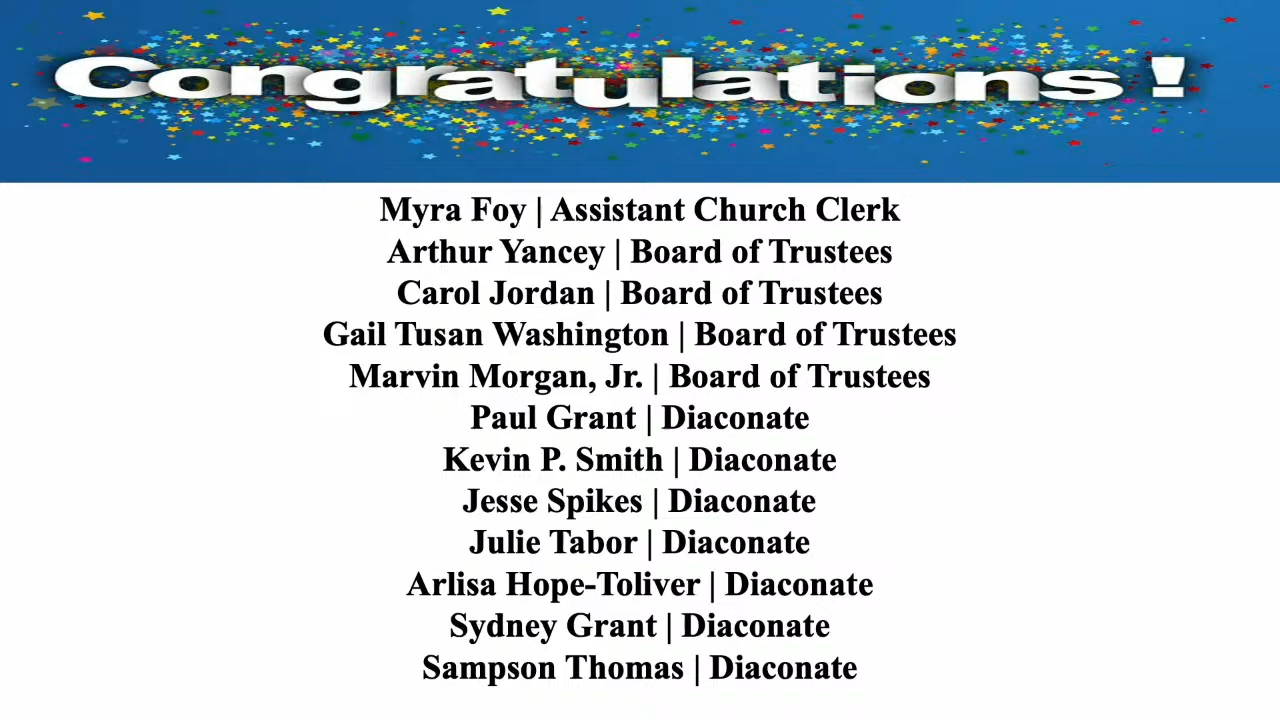 Congratulations!
Myra Foy | Assistant Church Clerk
Arthur Yancey | Board of Trustees
Carol Jordan | Board of Trustees
Gail Tusan Washington | Board of Trustees
Marvin Morgan, Jr. | Board of Trustees
Paul Grant | Diaconate
Kevin P. Smith | Diaconate
Jesse Spikes | Diaconate
Julie Tabor | Diaconate
Arlisa Hope-Toliver | Diaconate
Sydney Grant | Diaconate
Sampson Thomas | Diaconate